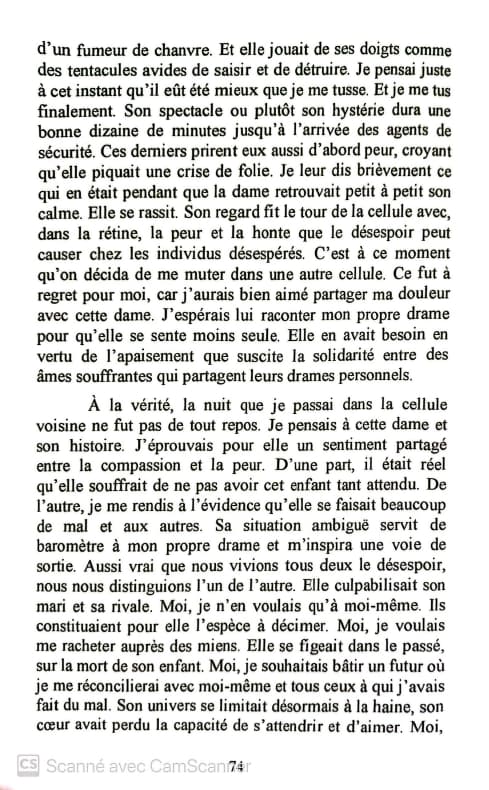 d'un fumeur de chanvre. Et elle jouait de ses doigts comme
des tentacules avides de saisir et de détruire. Je pensai juste
à cet instant qu'il eût été mieux que je me tusse. Et je me tus
finalement. Son spectacle ou plutôt son hystérie dura une
bonne dizaine de minutes jusqu'à l'arrivée des agents de
sécurité. Ces derniers prirent eux aussi d'abord peur, croyant
qu'elle piquait une crise de folie. Je leur dis brièvement ce
qui en était pendant que la dame retrouvait petit à petit son
calme. Elle se rassit. Son regard fit le tour de la cellule avec,
dans la rétine, la peur et la honte que le désespoir peut
causer chez les individus désespérés. C'est à ce moment
qu'on décida de me muter dans une autre cellule. Ce fut à
regret pour moi, car j'aurais bien aimé partager ma douleur
avec cette dame. J'espérais lui raconter mon propre drame
pour qu'elle se sente moins seule. Elle en avait besoin en
vertu de l'apaisement que suscite la solidarité entre des
âmes souffrantes qui partagent leurs drames personnels.
À la vérité, la nuit que je passai dans la cellule
voisine ne fut pas de tout repos. Je pensais à cette dame et
son histoire. J'éprouvais pour elle un sentiment partagé
entre la compassion et la peur. D'une part, il était réel
qu'elle souffrait de ne pas avoir cet enfant tant attendu. De
l'autre, je me rendis à l'évidence qu'elle se faisait beaucoup
de mal et aux autres. Sa situation ambiguë servit de
baromètre à mon propre drame et m'inspira une voie de
sortie. Aussi vrai que nous vivions tous deux le désespoir,
nous nous distinguions l'un de l'autre. Elle culpabilisait son
mari et sa rivale. Moi, je n'en voulais qu'à moi-même. Ils
constituaient pour elle l'espèce à décimer. Moi, je voulais
me racheter auprès des miens. Elle se figeait dans le passé,
sur la mort de son enfant. Moi, je souhaitais bâtir un futur où
je me réconcilierai avec moi-même et tous ceux à qui j'avais
fait du mal. Son univers se limitait désormais à la haine, son
cœur avait perdu la capacité de s'attendrir et d'aimer. Moi,
74
CS Scanné avec CamScanner